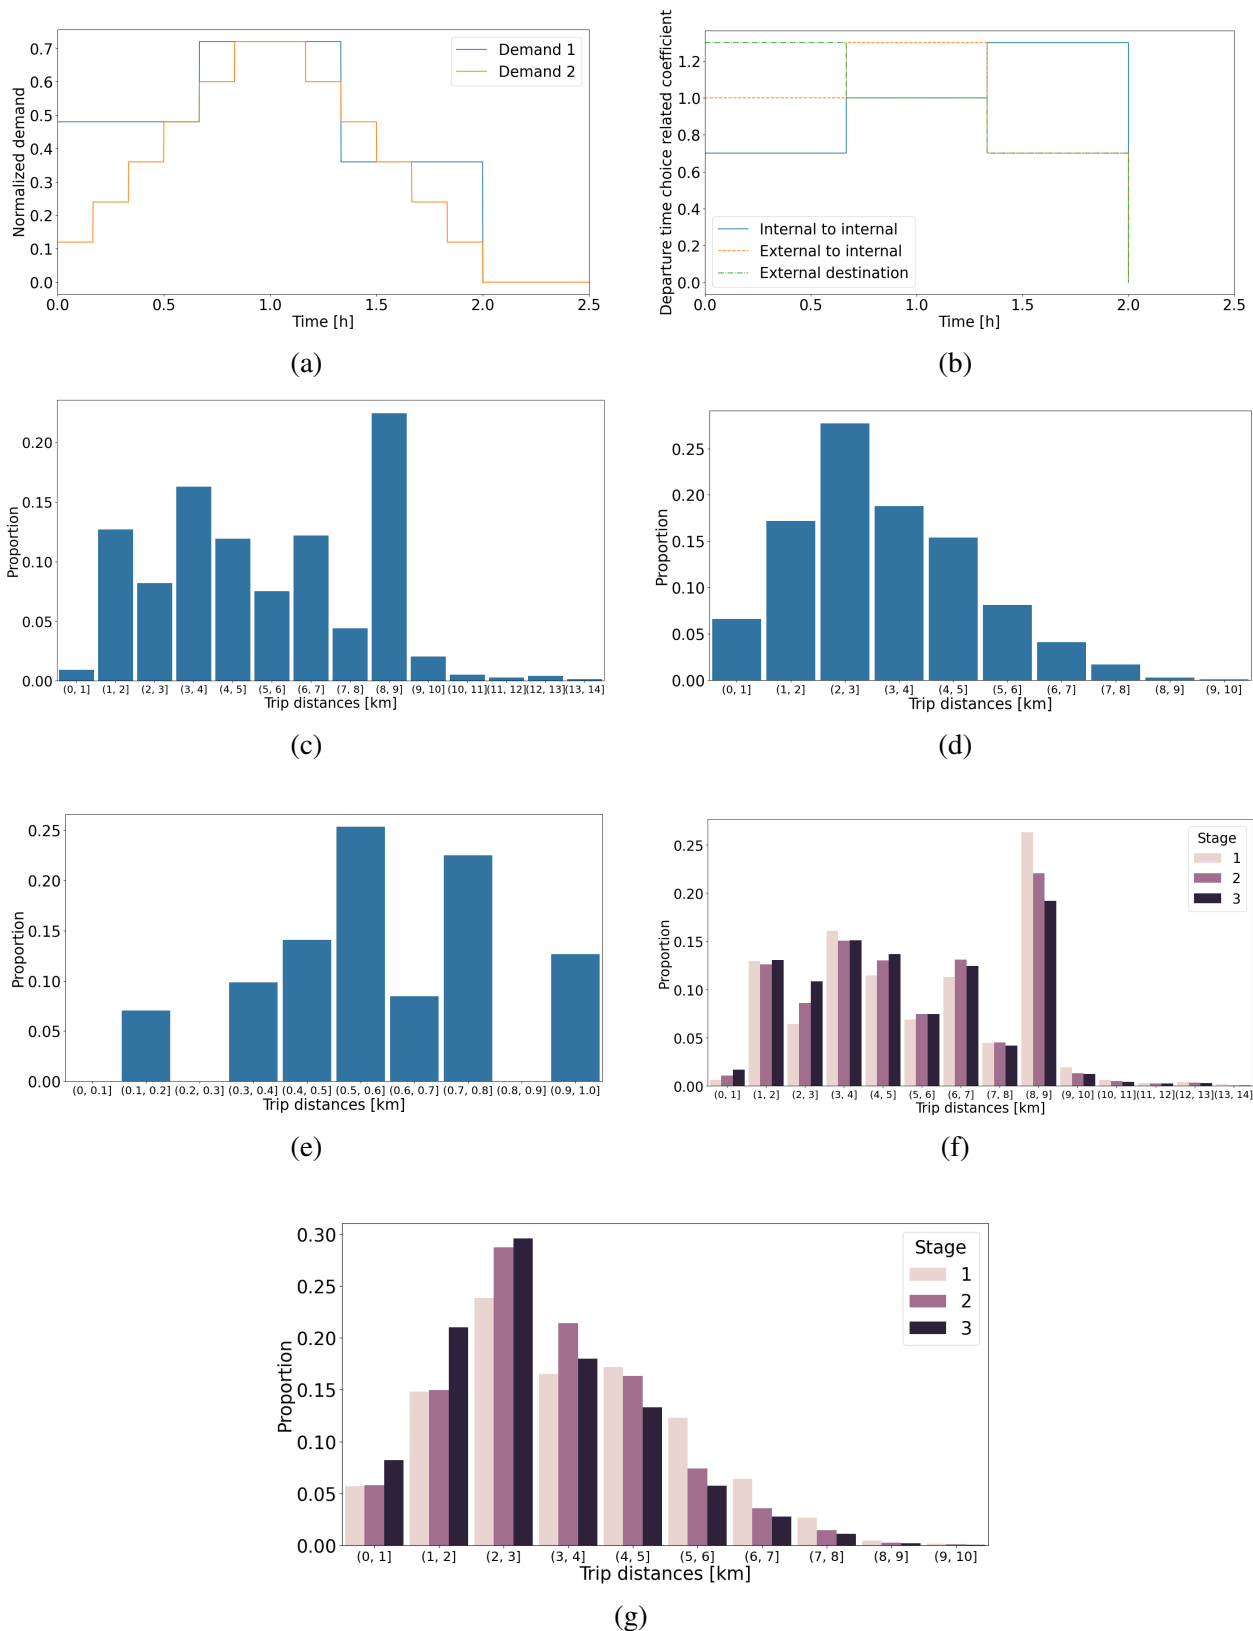 Normalized demand
0.7
0.6
0.5
0.4
0.3
0.2
0.1
0.0
Demand 1
Demand 2
0.0 0.5 1.0 1.5 2.0 2.5
Time [h]
(a)
Departure time choice related coefficient
1.2
1.0
0.8
0.6
0.4
0.2
0.0
Internal to internal
External to internal
External destination
0.0 0.5 1.0 1.5 2.0 2.5
Time [h]
(b)
Proportion
0.20
0.15
0.10
0.05
0.00
(0, 1] (1, 2] (2, 3] (3, 4] (4, 5] (5, 6] (6, 7] (7, 8] (8, 9] (9, 10] (10, 11] (11, 12] (12, 13] (13, 14]
Trip distances [km]
(c)
Proportion
0.25
0.20
0.15
0.10
0.05
0.00
(0, 1] (1, 2] (2, 3] (3, 4] (4, 5] (5, 6] (6, 7] (7, 8] (8, 9] (9, 10]
Trip distances [km]
(d)
Proportion
0.25
0.20
0.15
0.10
0.05
0.00
(0, 0.1] (0.1, 0.2] (0.2, 0.3] (0.3, 0.4] (0.4, 0.5] (0.5, 0.6] (0.6, 0.7] (0.7, 0.8] (0.8, 0.9] (0.9, 1.0]
Trip distances [km]
(e)
Proportion
0.25
0.20
0.15
0.10
0.05
0.00
Stage
1
2
3
(0, 1] (1, 2] (2, 3] (3, 4] (4, 5] (5, 6] (6, 7] (7, 8] (8, 9] (9, 10] (10, 11] (11, 12] (12, 13] (13, 14]
Trip distances [km]
(f)
Proportion
0.30
0.25
0.20
0.15
0.10
0.05
0.00
Stage
1
2
3
(0, 1] (1, 2] (2, 3] (3, 4] (4, 5] (5, 6] (6, 7] (7, 8] (8, 9] (9, 10]
Trip distances [km]
(g)